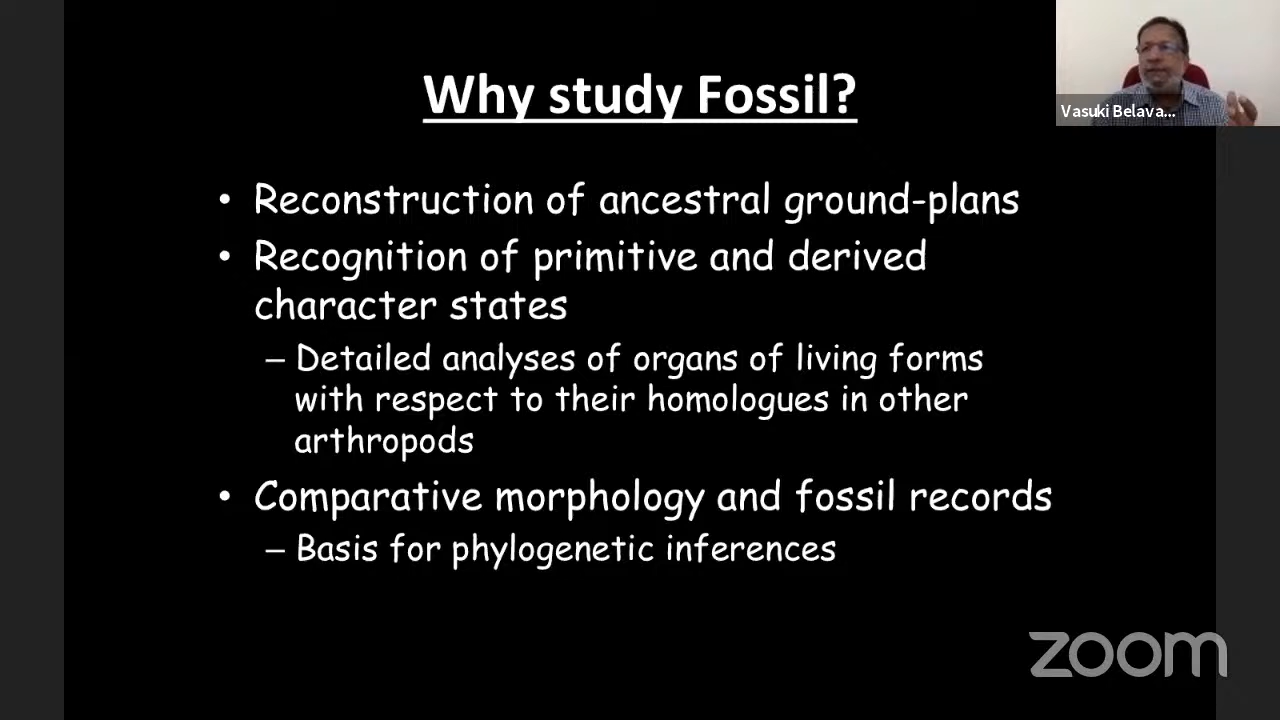 Why study Fossil?
Vasuki Belava...
• Reconstruction of ancestral ground-plans
• Recognition of primitive and derived
character states
– Detailed analyses of organs of living forms
with respect to their homologues in other
arthropods
• Comparative morphology and fossil records
– Basis for phylogenetic inferences
zoom